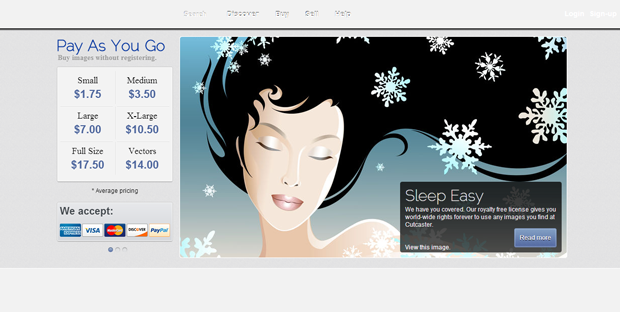 Search Discover Buy Sell Help
Login Sign-up
Pay As You Go
Buy images without registering.
Small Medium
$1.75 $3.50
Large X-Large
$7.00 $10.50
Full Size Vectors
$17.50 $14.00
* Average pricing
We accept:
VISA MasterCard DISCOVER PayPal
Sleep Easy
We have you covered. Our royalty free license gives you
world-wide rights forever to use any images you find at
Cutcaster.
Read more
View this image.